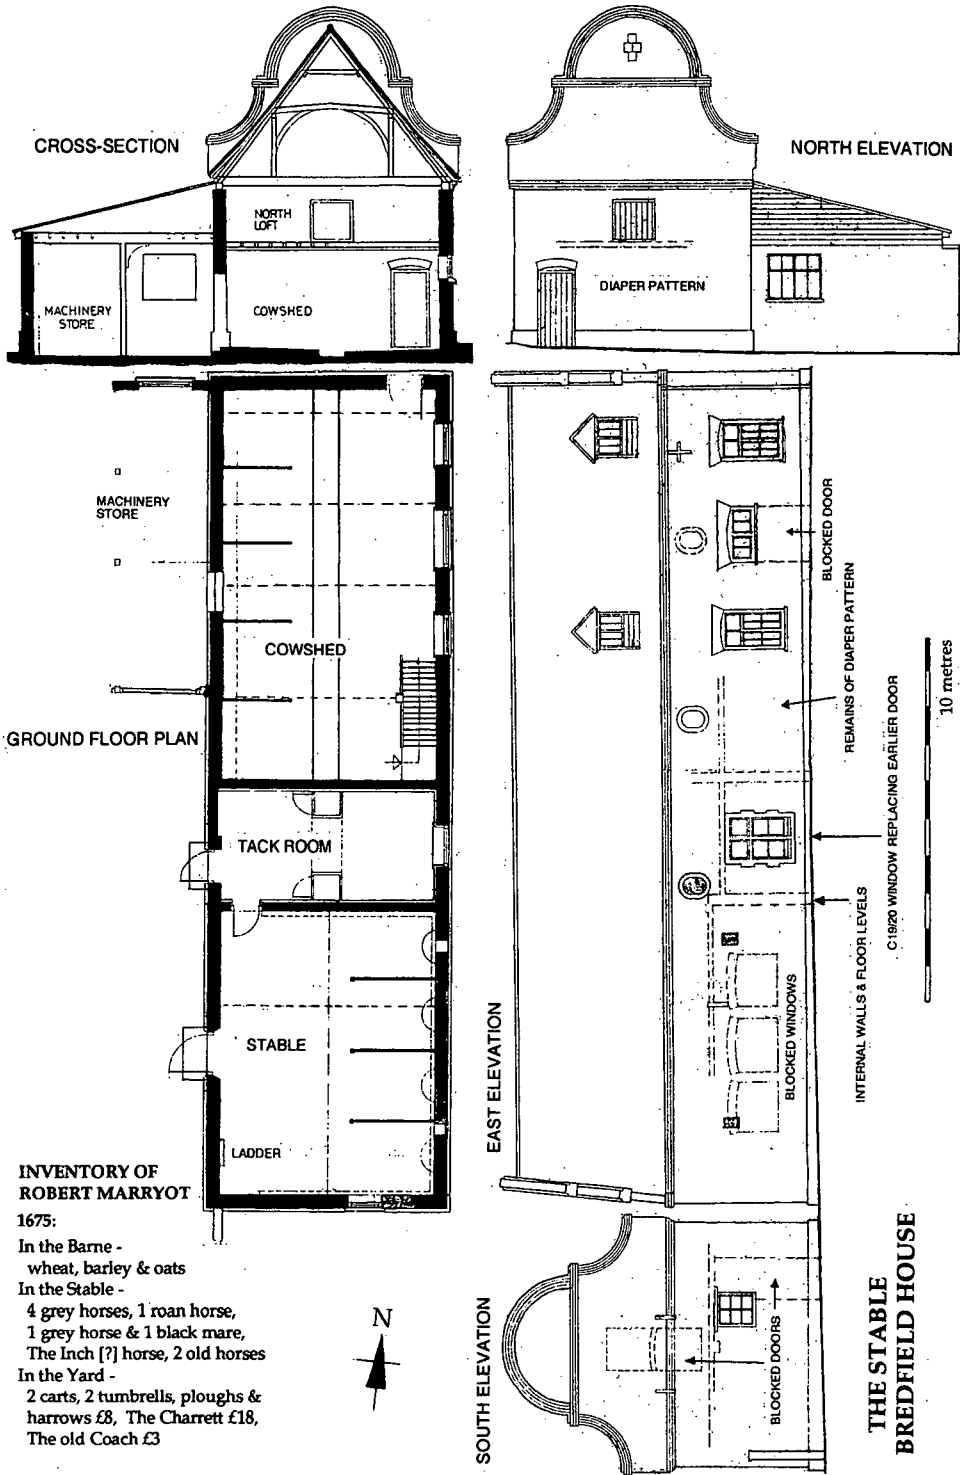 CROSS-SECTION
NORTH
LOFT
MACHINERY
STORE
COWSHED
NORTH ELEVATION
DIAPER PATTERN
MACHINERY
STORE
COWSHED
GROUND FLOOR PLAN
TACK ROOM
STABLE
LADDER
BLOCKED DOOR
REMAINS OF DIAPER PATTERN
C19/20 WINDOW REPLACING EARLIER DOOR
INTERNAL WALLS & FLOOR LEVELS
BLOCKED WINDOWS
EAST ELEVATION
10 metres
INVENTORY OF
ROBERT MARRYOT
1675:
In the Barne -
wheat, barley & oats
In the Stable -
4 grey horses, 1 roan horse,
1 grey horse & 1 black mare,
The Inch [?] horse, 2 old horses
In the Yard -
2 carts, 2 tumbrells, ploughs &
harrows £8, The Charrett £18,
The old Coach £3
N
SOUTH ELEVATION
BLOCKED DOORS
THE STABLE
BREDFIELD HOUSE